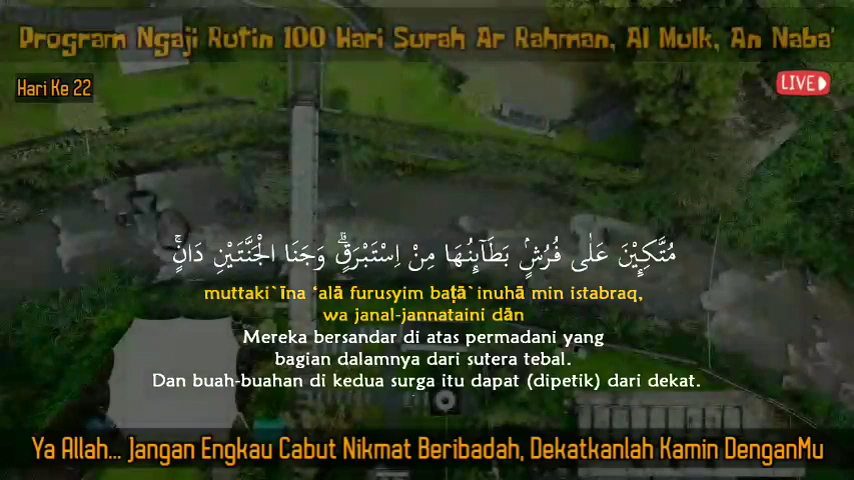 Program Ngaji Rutin 100 Hari Surah Ar Rahman, Al Mulk, An Naba'
Hari Ke 22
LIVE
مُتَّكِـِٕيْنَ عَلٰى فُرُشٍۢ بَطَاۤىِٕنُهَا مِنْ اِسْتَبْرَقٍۗ وَجَنَا الْجَنَّتَيْنِ دَانٍۚ
muttaki`īna ‘alā furusyim baṭā`inuhā min istabraq,
wa janal-jannataini dān
Mereka bersandar di atas permadani yang
bagian dalamnya dari sutera tebal.
Dan buah-buahan di kedua surga itu dapat (dipetik) dari dekat.
Ya Allah... Jangan Engkau Cabut Nikmat Beribadah, Dekatkanlah Kamin DenganMu